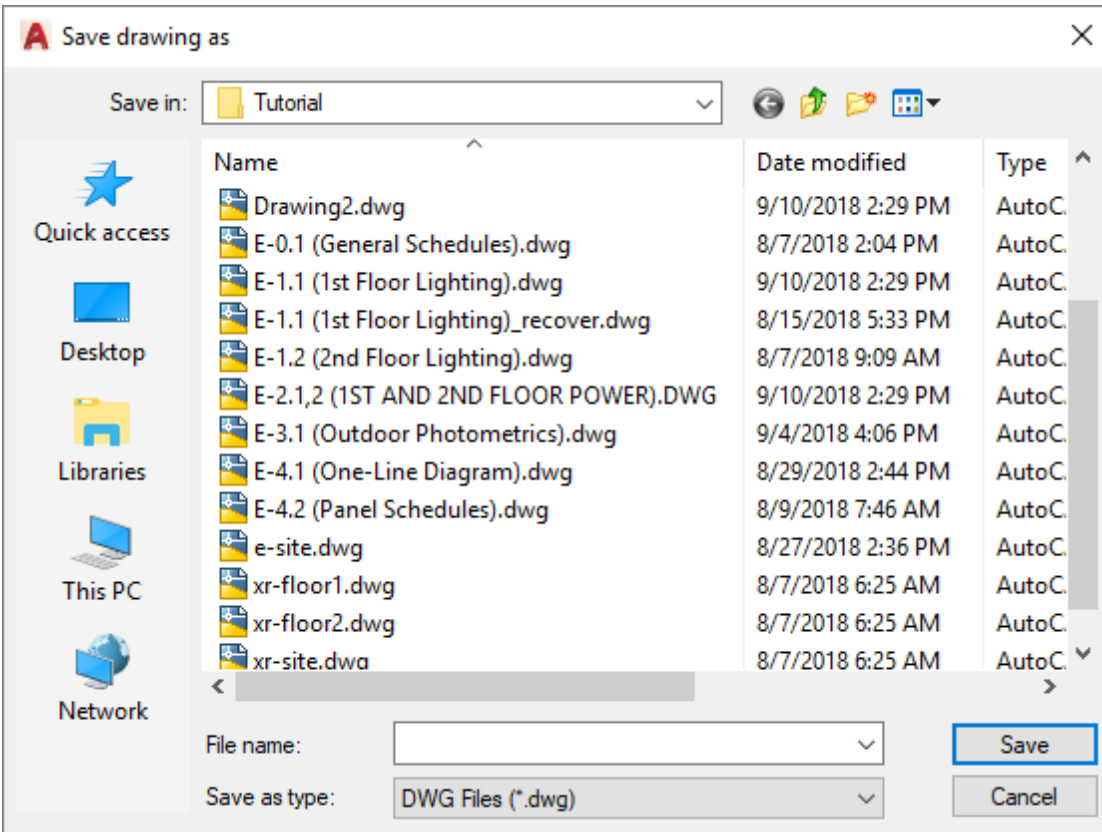 Save drawing as
Save in: Tutorial
Name Date modified Type
Drawing2.dwg 9/10/2018 2:29 PM AutoC.
E-0.1 (General Schedules).dwg 8/7/2018 2:04 PM AutoC.
E-1.1 (1st Floor Lighting).dwg 9/10/2018 2:29 PM AutoC.
E-1.1 (1st Floor Lighting)_recover.dwg 8/15/2018 5:33 PM AutoC.
E-1.2 (2nd Floor Lighting).dwg 8/7/2018 9:09 AM AutoC.
E-2.1,2 (1ST AND 2ND FLOOR POWER).DWG 9/10/2018 2:29 PM AutoC.
E-3.1 (Outdoor Photometrics).dwg 9/4/2018 4:06 PM AutoC.
E-4.1 (One-Line Diagram).dwg 8/29/2018 2:44 PM AutoC.
E-4.2 (Panel Schedules).dwg 8/9/2018 7:46 AM AutoC.
e-site.dwg 8/27/2018 2:36 PM AutoC.
xr-floor1.dwg 8/7/2018 6:25 AM AutoC.
xr-floor2.dwg 8/7/2018 6:25 AM AutoC.
xr-site.dwg 8/7/2018 6:25 AM AutoC.
Quick access
Desktop
Libraries
This PC
Network
File name:
Save
Save as type: DWG Files (*.dwg)
Cancel